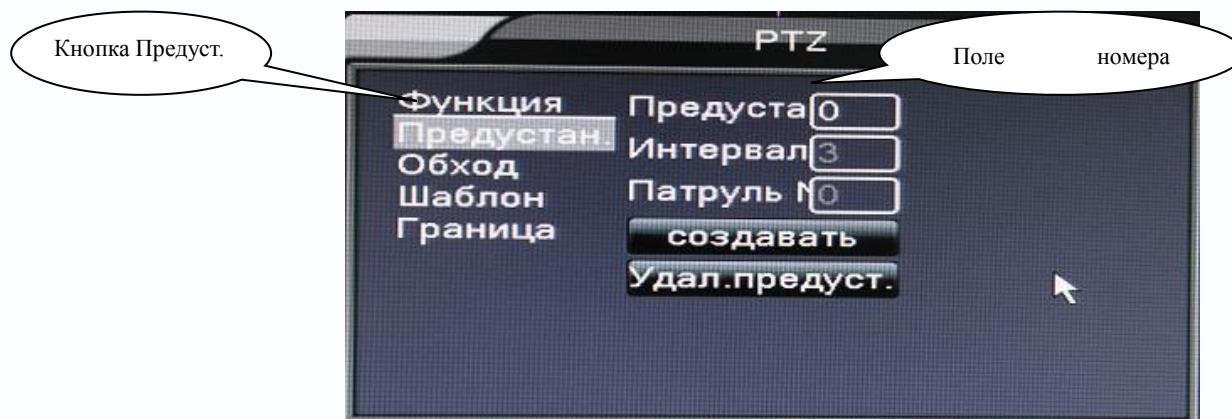 PTZ
Кнопка Предуст.
Поле номера
Функция
Предустан.
Обход
Шаблон
Граница
Предуста 0
Интервал 3
Патруль 0
создавать
Удал.предуст.